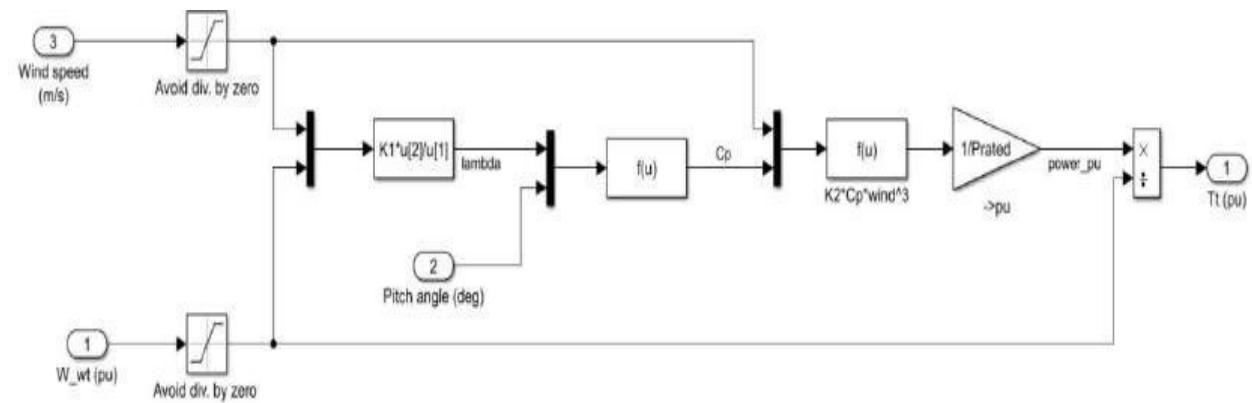 3
Wind speed
(m/s)
Avoid div. by zero
K1*u[2]/u[1]
lambda
f(u)
Cp
f(u)
K2*Cp*wind^3
1/Prated
->pu
power_pu
×
÷
1
Tt (pu)
2
Pitch angle (deg)
1
W_wt (pu)
Avoid div. by zero